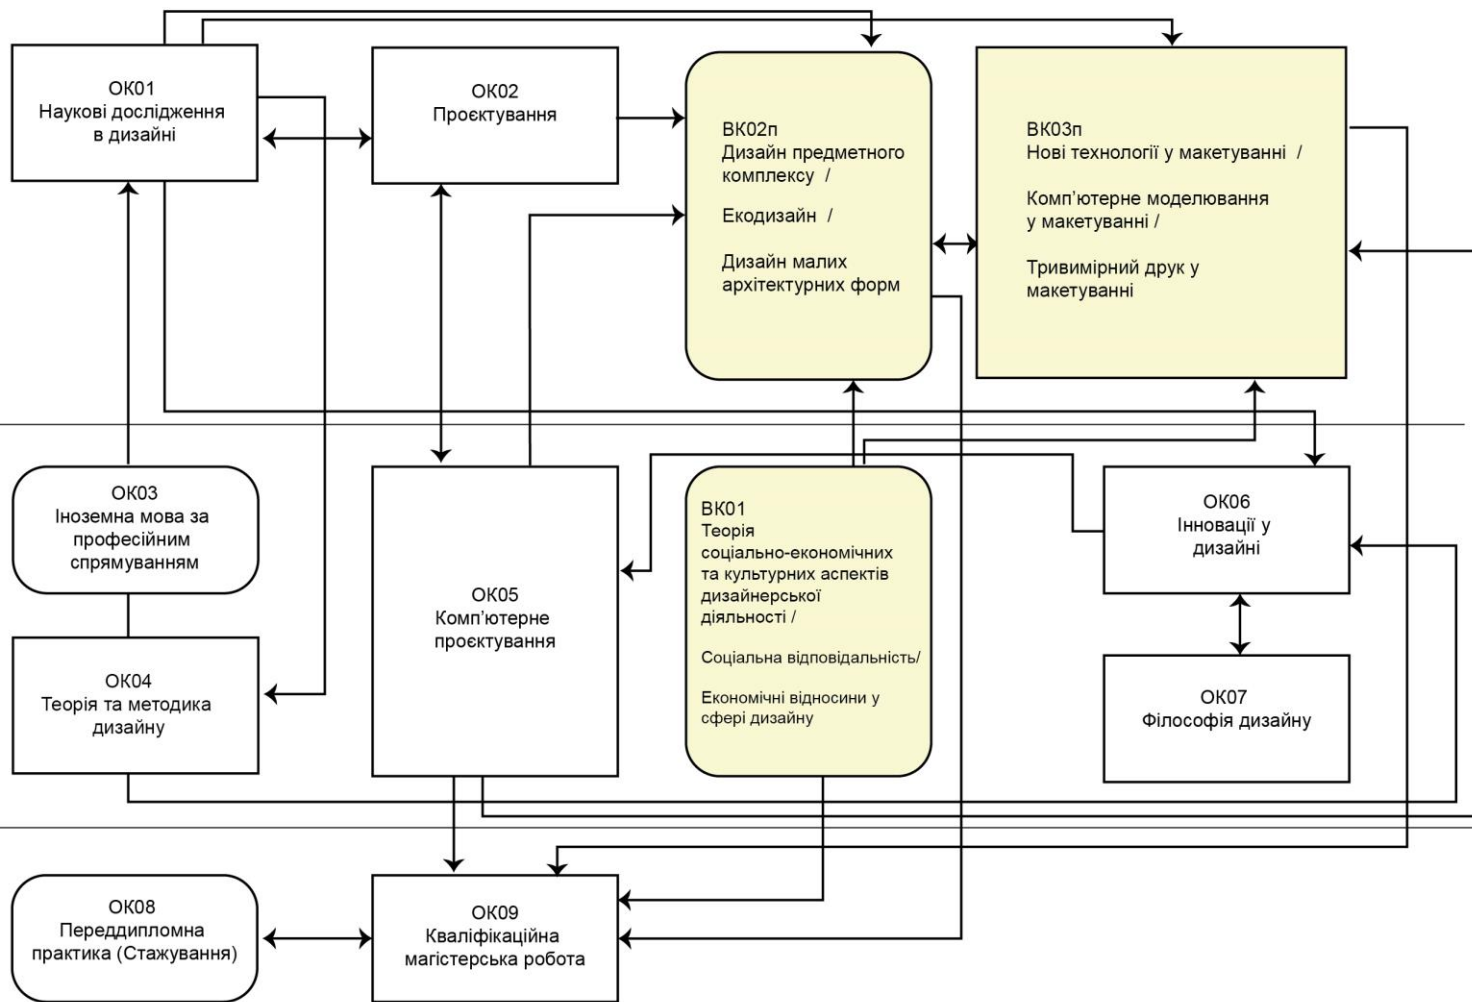 ОК01
Наукові дослідження
в дизайні
ОК02
Проєктування
ВК02п
Дизайн предметного
комплексу /
Екодизайн /
Дизайн малих
архітектурних форм
ВК03п
Нові технології у макетуванні /
Комп’ютерне моделювання
у макетуванні /
Тривимірний друк у
макетуванні
ОК03
Іноземна мова за
професійним
спрямуванням
ОК04
Теорія та методика
дизайну
ОК05
Комп’ютерне
проєктування
ВК01
Теорія
соціально-економічних
та культурних аспектів
дизайнерської
діяльності /
Соціальна відповідальність/
Економічні відносини у
сфері дизайну
ОК06
Інновації у
дизайні
ОК07
Філософія дизайну
ОК08
Переддипломна
практика (Стажування)
ОК09
Кваліфікаційна
магістерська робота